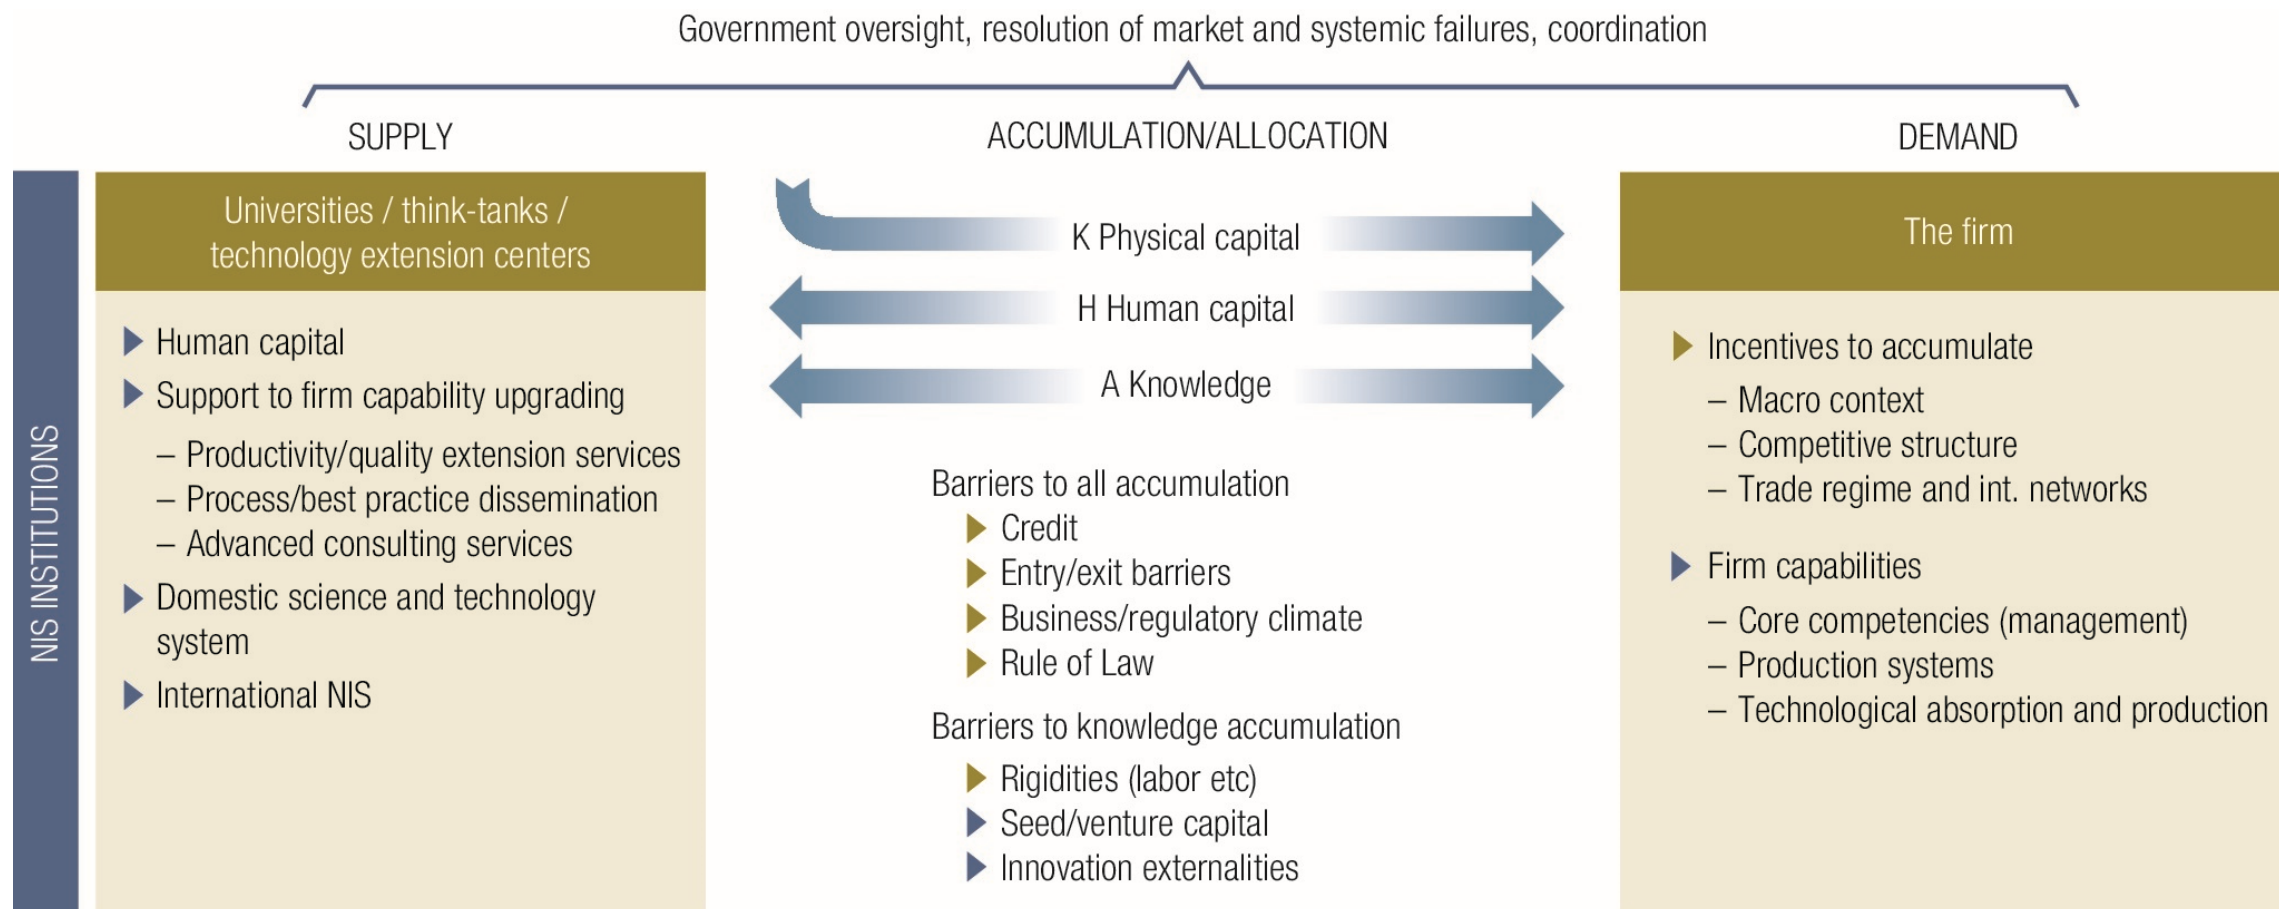 Government oversight, resolution of market and systemic failures, coordination
SUPPLY
ACCUMULATION/ALLOCATION
DEMAND
NIS INSTITUTIONS
Universities / think-tanks /
technology extension centers
Human capital
Support to firm capability upgrading
– Productivity/quality extension services
– Process/best practice dissemination
– Advanced consulting services
Domestic science and technology
system
International NIS
K Physical capital
H Human capital
A Knowledge
Barriers to all accumulation
Credit
Entry/exit barriers
Business/regulatory climate
Rule of Law
Barriers to knowledge accumulation
Rigidities (labor etc)
Seed/venture capital
Innovation externalities
The firm
Incentives to accumulate
– Macro context
– Competitive structure
– Trade regime and int. networks
Firm capabilities
– Core competencies (management)
– Production systems
– Technological absorption and production